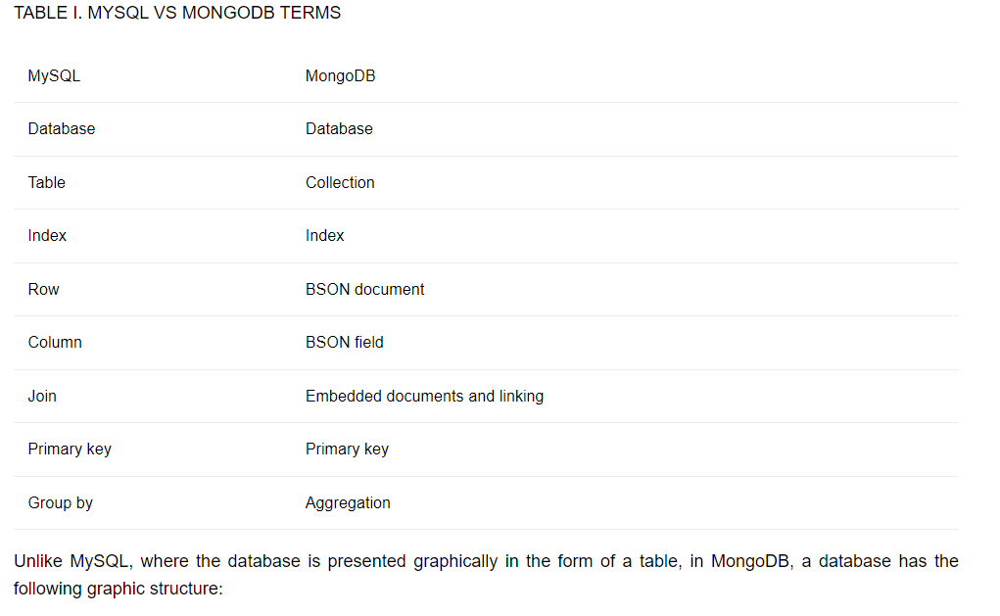 TABLE I. MYSQL VS MONGODB TERMS
MySQL MongoDB
Database Database
Table Collection
Index Index
Row BSON document
Column BSON field
Join Embedded documents and linking
Primary key Primary key
Group by Aggregation
Unlike MySQL, where the database is presented graphically in the form of a table, in MongoDB, a database has the
following graphic structure: